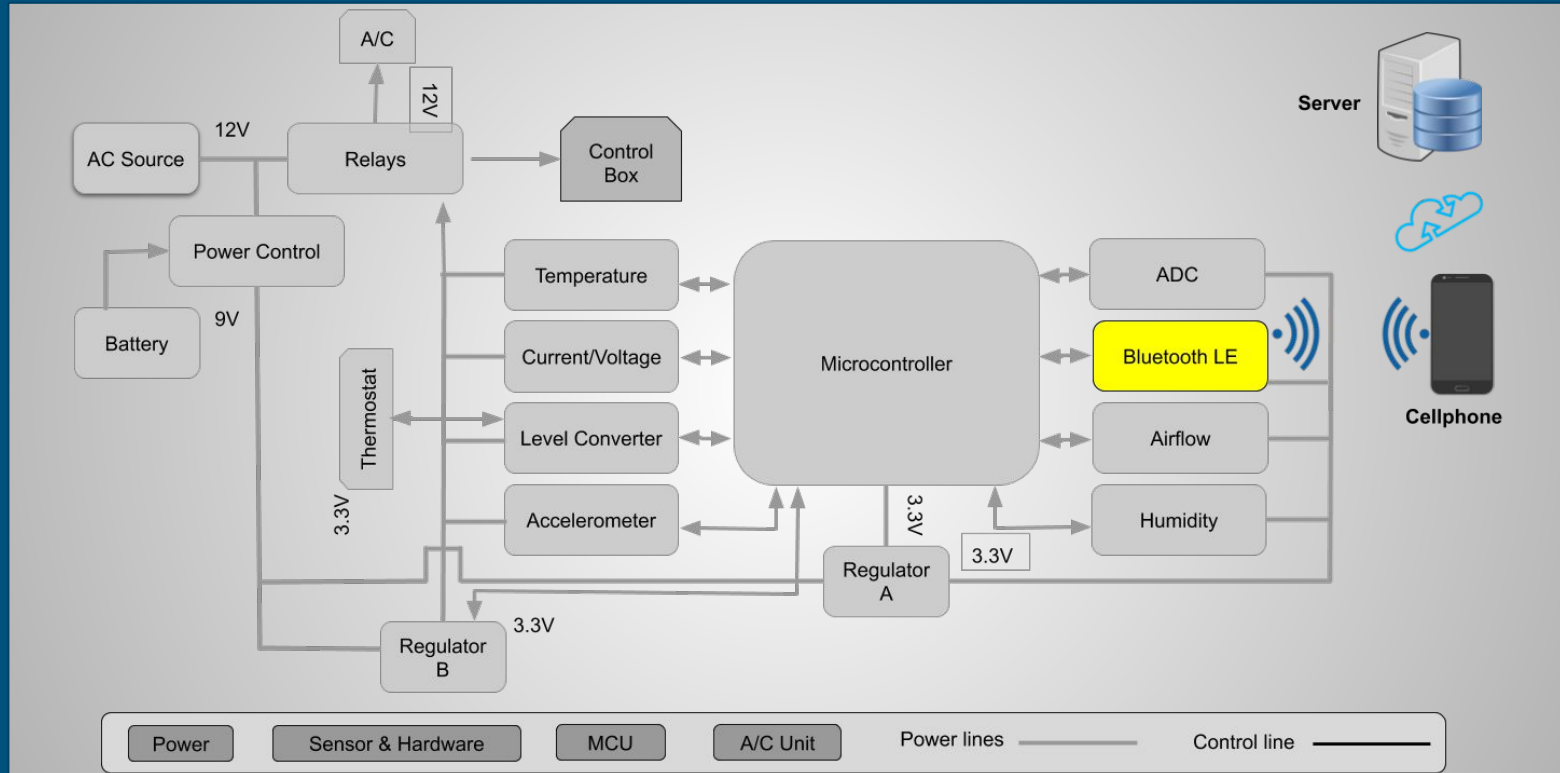 A/C
12V
Server
AC Source
12V
Relays
Control
Box
Power Control
Temperature
ADC
Battery
9V
Current/Voltage
Microcontroller
Bluetooth LE
Thermostat
Level Converter
Airflow
Cellphone
3.3V
Accelerometer
3.3V
Humidity
3.3V
Regulator
A
3.3V
Regulator
B
Power
Sensor & Hardware
MCU
A/C Unit
Power lines
Control line